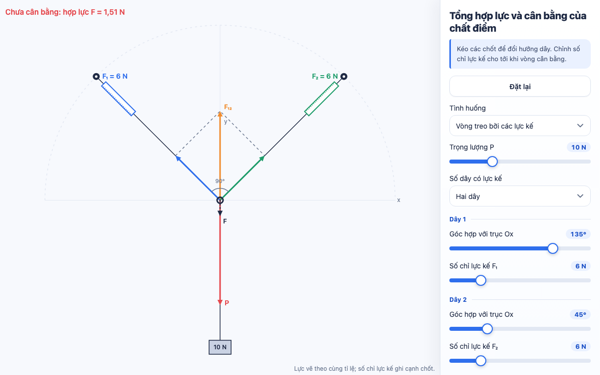 Chưa cân bằng: hợp lực F = 1,51 N
F₁ = 6 N
F₂ = 6 N
F₁₂
y
90°
x
F
P
10 N
Lực vẽ theo cùng tỉ lệ; số chỉ lực kế ghi cạnh chốt.
Tổng hợp lực và cân bằng của
chất điểm
Kéo các chốt để đổi hướng dây. Chỉnh số
chỉ lực kế cho tới khi vòng cân bằng.
Đặt lại
Tình huống
Vòng treo bởi các lực kế
Trọng lượng P 10 N
Số dây có lực kế
Hai dây
Dây 1
Góc hợp với trục Ox 135°
Số chỉ lực kế F₁ 6 N
Dây 2
Góc hợp với trục Ox 45°
Số chỉ lực kế F₂ 6 N